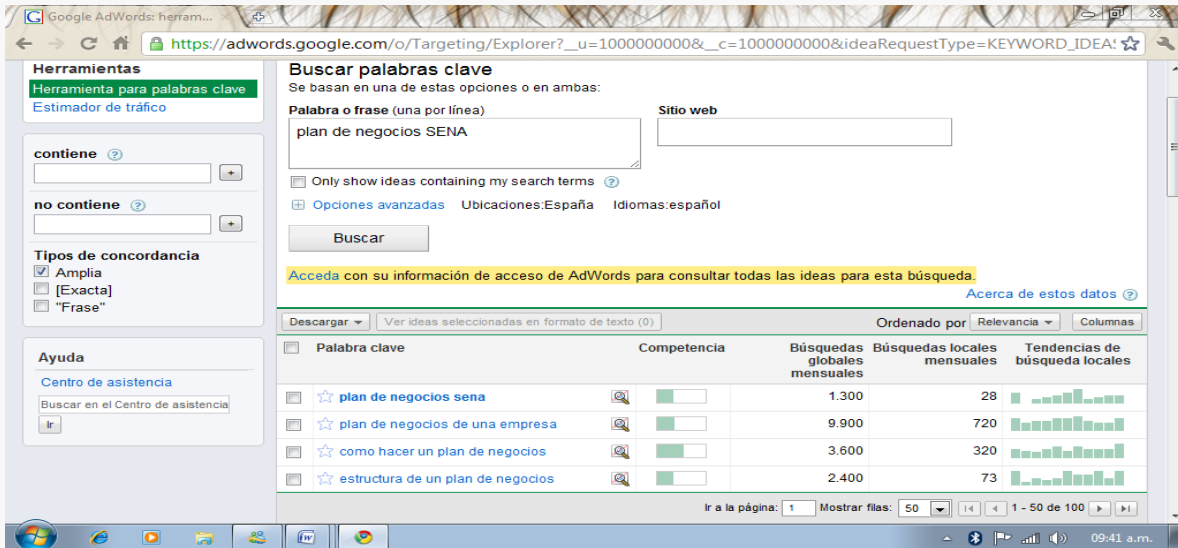 Google AdWords: herram...
https://adwords.google.com/o/Targeting/Explorer?__u=1000000000&__c=1000000000&ideaRequestType=KEYWORD_IDEAS
Herramientas
Herramienta para palabras clave
Estimador de tráfico
contiene
+
no contiene
+
Tipos de concordancia
Amplia
[Exacta]
"Frase"
Ayuda
Centro de asistencia
Buscar en el Centro de asistencia
Ir
Buscar palabras clave
Se basan en una de estas opciones o en ambas:
Palabra o frase (una por línea) Sitio web
plan de negocios SENA
Only show ideas containing my search terms
Opciones avanzadas Ubicaciones:España Idiomas:español
Buscar
Acceda con su información de acceso de AdWords para consultar todas las ideas para esta búsqueda.
Acerca de estos datos
Descargar Ver ideas seleccionadas en formato de texto (0) Ordenado por Relevancia Columnas
Palabra clave Competencia Búsquedas globales mensuales Búsquedas locales mensuales Tendencias de búsqueda locales
plan de negocios sena 1.300 28
plan de negocios de una empresa 9.900 720
como hacer un plan de negocios 3.600 320
estructura de un plan de negocios 2.400 73
Ir a la página: 1 Mostrar filas: 50 1 - 50 de 100
09:41 a.m.